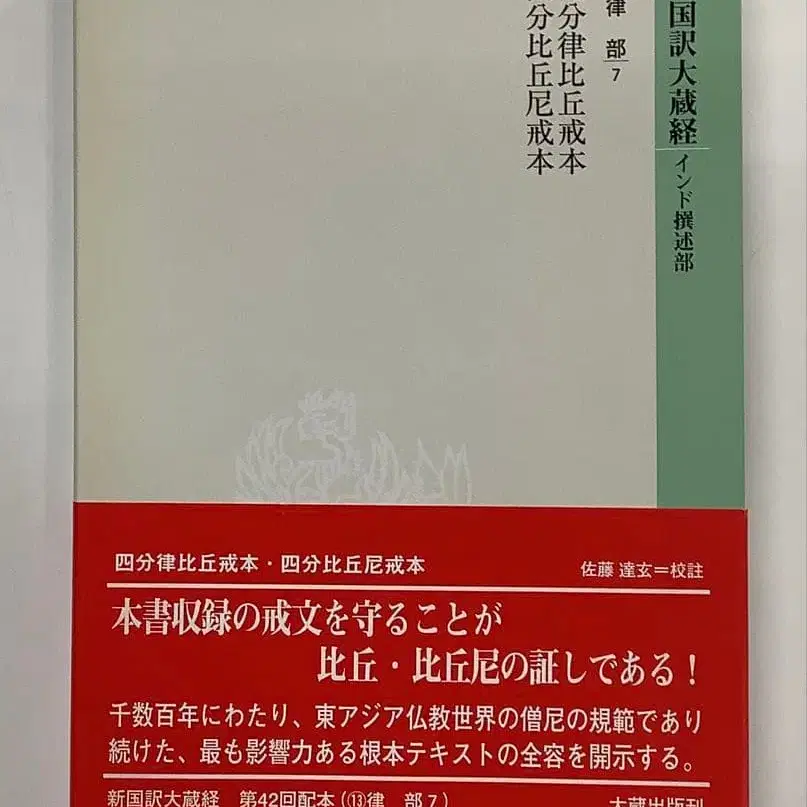 国訳大蔵経 インド撰述部
律 部 7
分律比丘戒本
分比丘尼戒本
四分律比丘戒本・四分比丘尼戒本
佐藤 達玄＝校註
本書収録の戒文を守ることが
比丘・比丘尼の証しである！
千数百年にわたり、東アジア仏教世界の僧尼の規範であり
続けた、最も影響力ある根本テキストの全容を開示する。
新国訳大蔵経 第42回配本（⑬律 部 7）
大蔵出版刊